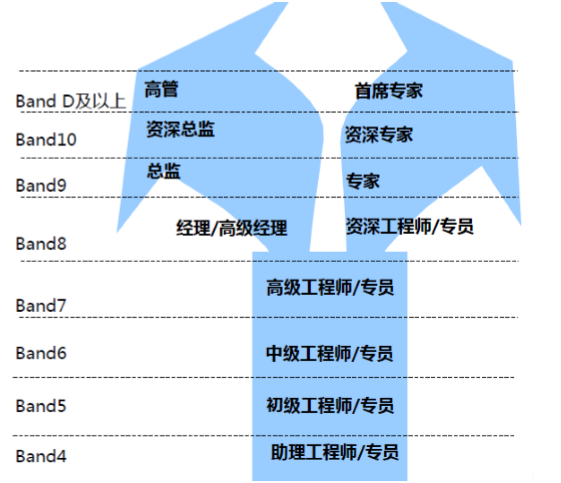 Band D及以上 高管 首席专家
Band10 资深总监 资深专家
Band9 总监 专家
Band8 经理/高级经理 资深工程师/专员
Band7 高级工程师/专员
Band6 中级工程师/专员
Band5 初级工程师/专员
Band4 助理工程师/专员